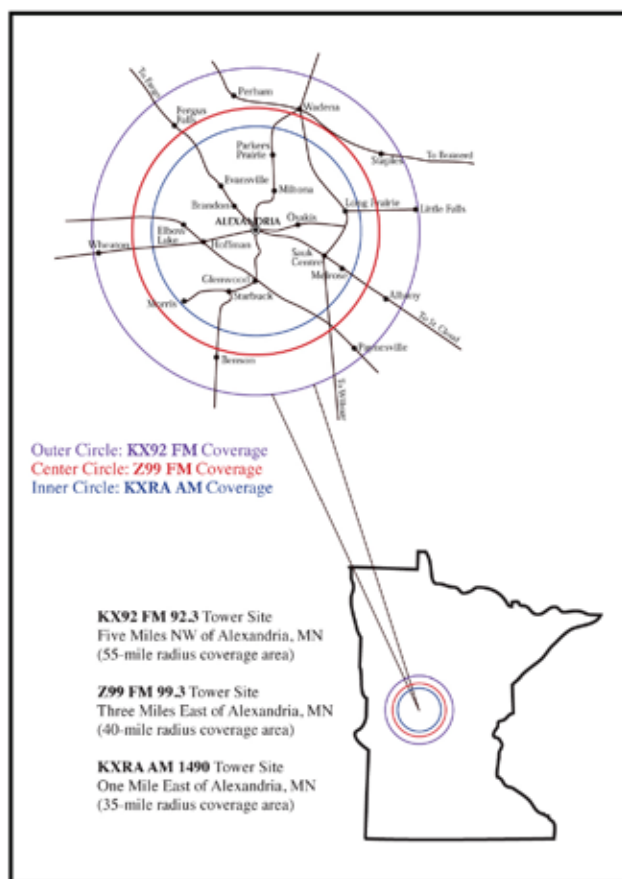 To Fargo
Perham
Wadena
Fergus
Falls
Parkers
Prairie
Staples
To Brainerd
Evansville
Miltona
Brandon
Long Prairie
Little Falls
ALEXANDRIA
Osakis
Elbow
Lake
Hoffman
Wheaton
Sauk
Centre
Melrose
Glenwood
Starbuck
Morris
Albany
To St. Cloud
Paynesville
Benson
To Willmar
Outer Circle: KX92 FM Coverage
Center Circle: Z99 FM Coverage
Inner Circle: KXRA AM Coverage
KX92 FM 92.3 Tower Site
Five Miles NW of Alexandria, MN
(55-mile radius coverage area)
Z99 FM 99.3 Tower Site
Three Miles East of Alexandria, MN
(40-mile radius coverage area)
KXRA AM 1490 Tower Site
One Mile East of Alexandria, MN
(35-mile radius coverage area)